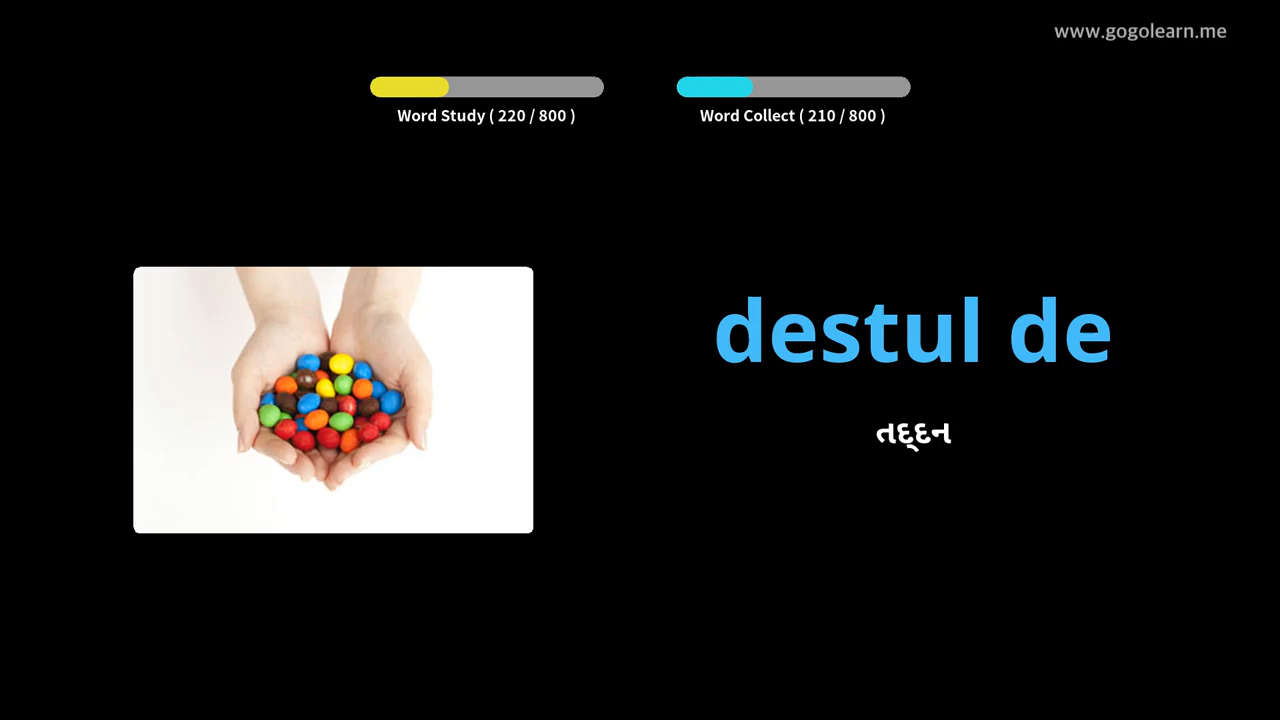 www.gogolearn.me
Word Study ( 220 / 800 )
Word Collect ( 210 / 800 )
destul de
તદ્દન